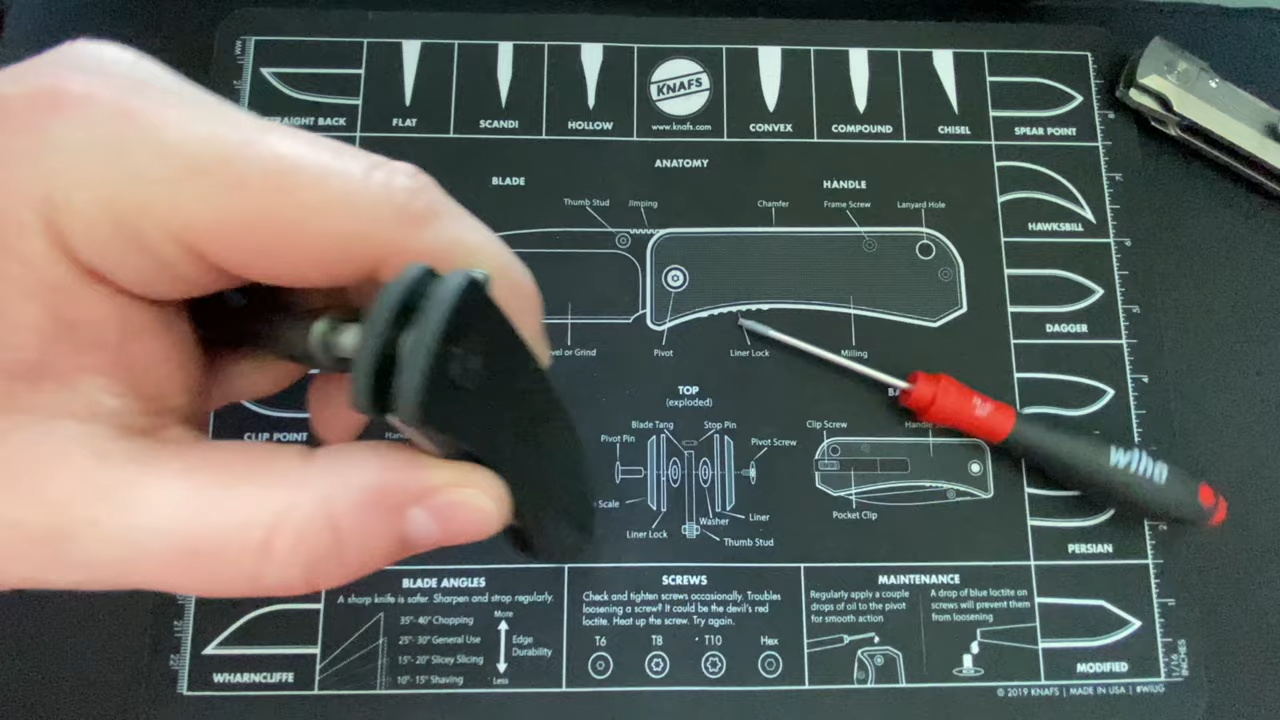 STRAIGHT BACK
FLAT
SCANDI
HOLLOW
KNAFS
www.knafs.com
CONVEX
COMPOUND
CHISEL
SPEAR POINT
ANATOMY
BLADE
HANDLE
Thumb Stud
Jimping
Chamfer
Frame Screw
Lanyard Hole
HAWKSBILL
DAGGER
vel or Grind
Pivot
Liner Lock
Milling
TOP
(exploded)
CLIP POINT
Blade Tang
Stop Pin
Pivot Pin
Pivot Screw
Scale
Liner Lock
Washer
Liner
Thumb Stud
Clip Screw
Handle
Pocket Clip
wiha
PERSIAN
BLADE ANGLES
A sharp knife is safer. Sharpen and strop regularly.
35°- 40° Chopping
25°- 30° General Use
15°- 20° Slicey Slicing
10°- 15° Shaving
More
Edge
Durability
Less
SCREWS
Check and tighten screws occasionally. Troubles
loosening a screw? It could be the devil's red
loctite. Heat up the screw. Try again.
T6
T8
T10
Hex
MAINTENANCE
Regularly apply a couple
drops of oil to the pivot
for smooth action
A drop of blue loctite on
screws will prevent them
from loosening
WHARNCLIFFE
MODIFIED
© 2019 KNAFS | MADE IN USA | #WIUG
1/16
INCHES